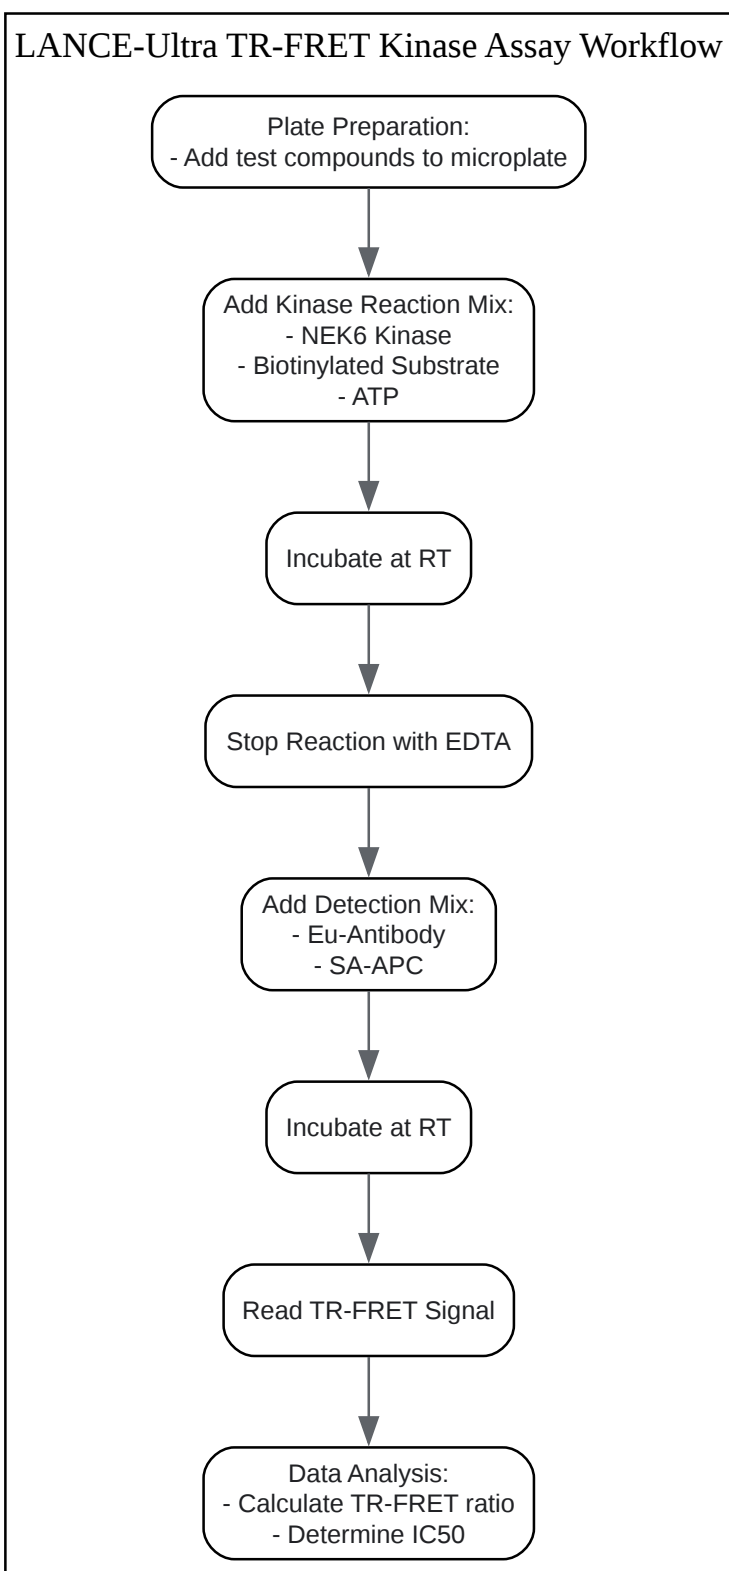 LANCE-Ultra TR-FRET Kinase Assay Workflow
Plate Preparation:
- Add test compounds to microplate
Add Kinase Reaction Mix:
- NEK6 Kinase
- Biotinylated Substrate
- ATP
Incubate at RT
Stop Reaction with EDTA
Add Detection Mix:
- Eu-Antibody
- SA-APC
Incubate at RT
Read TR-FRET Signal
Data Analysis:
- Calculate TR-FRET ratio
- Determine IC50